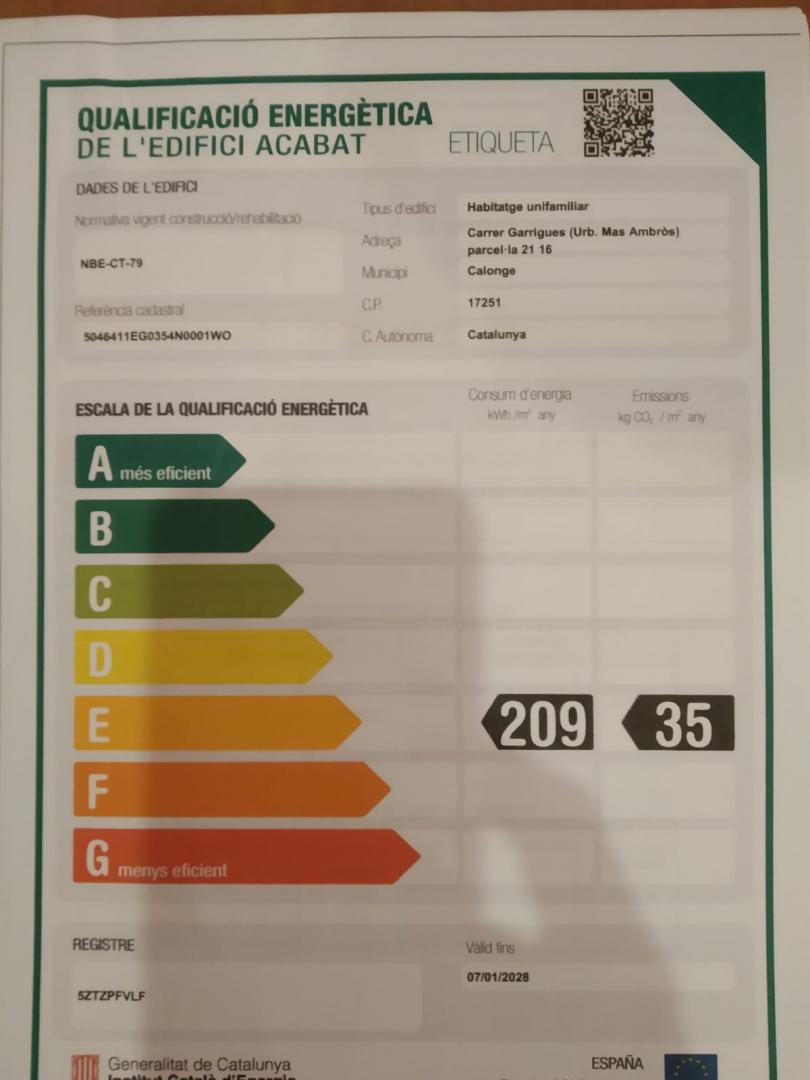 QUALIFICACIÓ ENERGÈTICA
DE L'EDIFICI ACABAT
ETIQUETA
DADES DE L'EDIFICI
Normativa vigent construcció/rehabilitació
NBE-CT-79
Referència cadastral
5046411EG0354N0001WO
Tipus d'edifici
Habitatge unifamiliar
Adreça
Carrer Garrigues (Urb. Mas Ambròs)
parcel·la 21 16
Municipi
Calonge
C.P.
17251
C. Autònoma
Catalunya
ESCALA DE LA QUALIFICACIÓ ENERGÈTICA
Consum d'energia
kWh /m² any
Emissions
kg CO₂ / m² any
A més eficient
B
C
D
E
209
35
F
G menys eficient
REGISTRE
5ZTZPFVLF
Vàlid fins
07/01/2028
Generalitat de Catalunya
Institut Català d'Energia
ESPAÑA